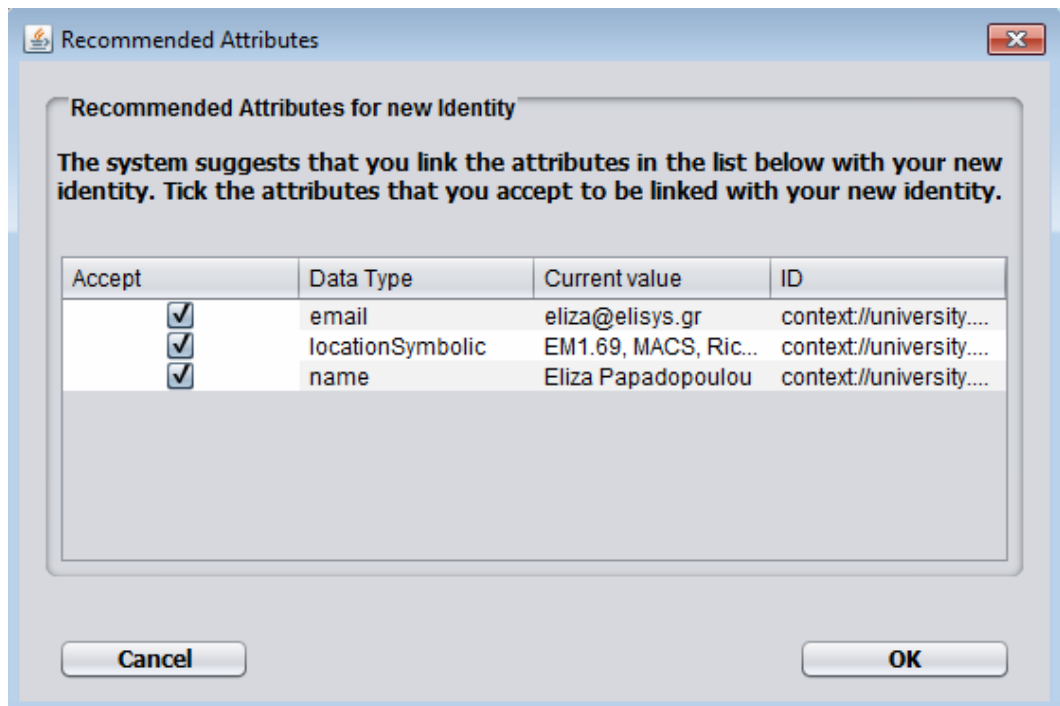 Recommended Attributes
Recommended Attributes for new Identity
The system suggests that you link the attributes in the list below with your new
identity. Tick the attributes that you accept to be linked with your new identity.
Accept Data Type Current value ID
email eliza@elisys.gr context://university....
locationSymbolic EM1.69, MACS, Ric... context://university....
name Eliza Papadopoulou context://university....
Cancel OK